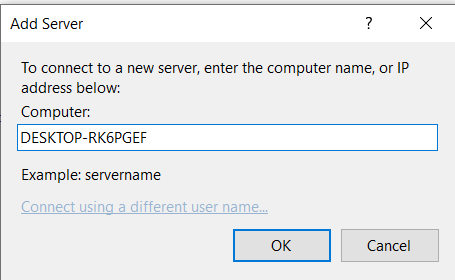 Add Server
?
To connect to a new server, enter the computer name, or IP
address below:
Computer:
DESKTOP-RK6PGEF
Example: servername
Connect using a different user name...
OK
Cancel